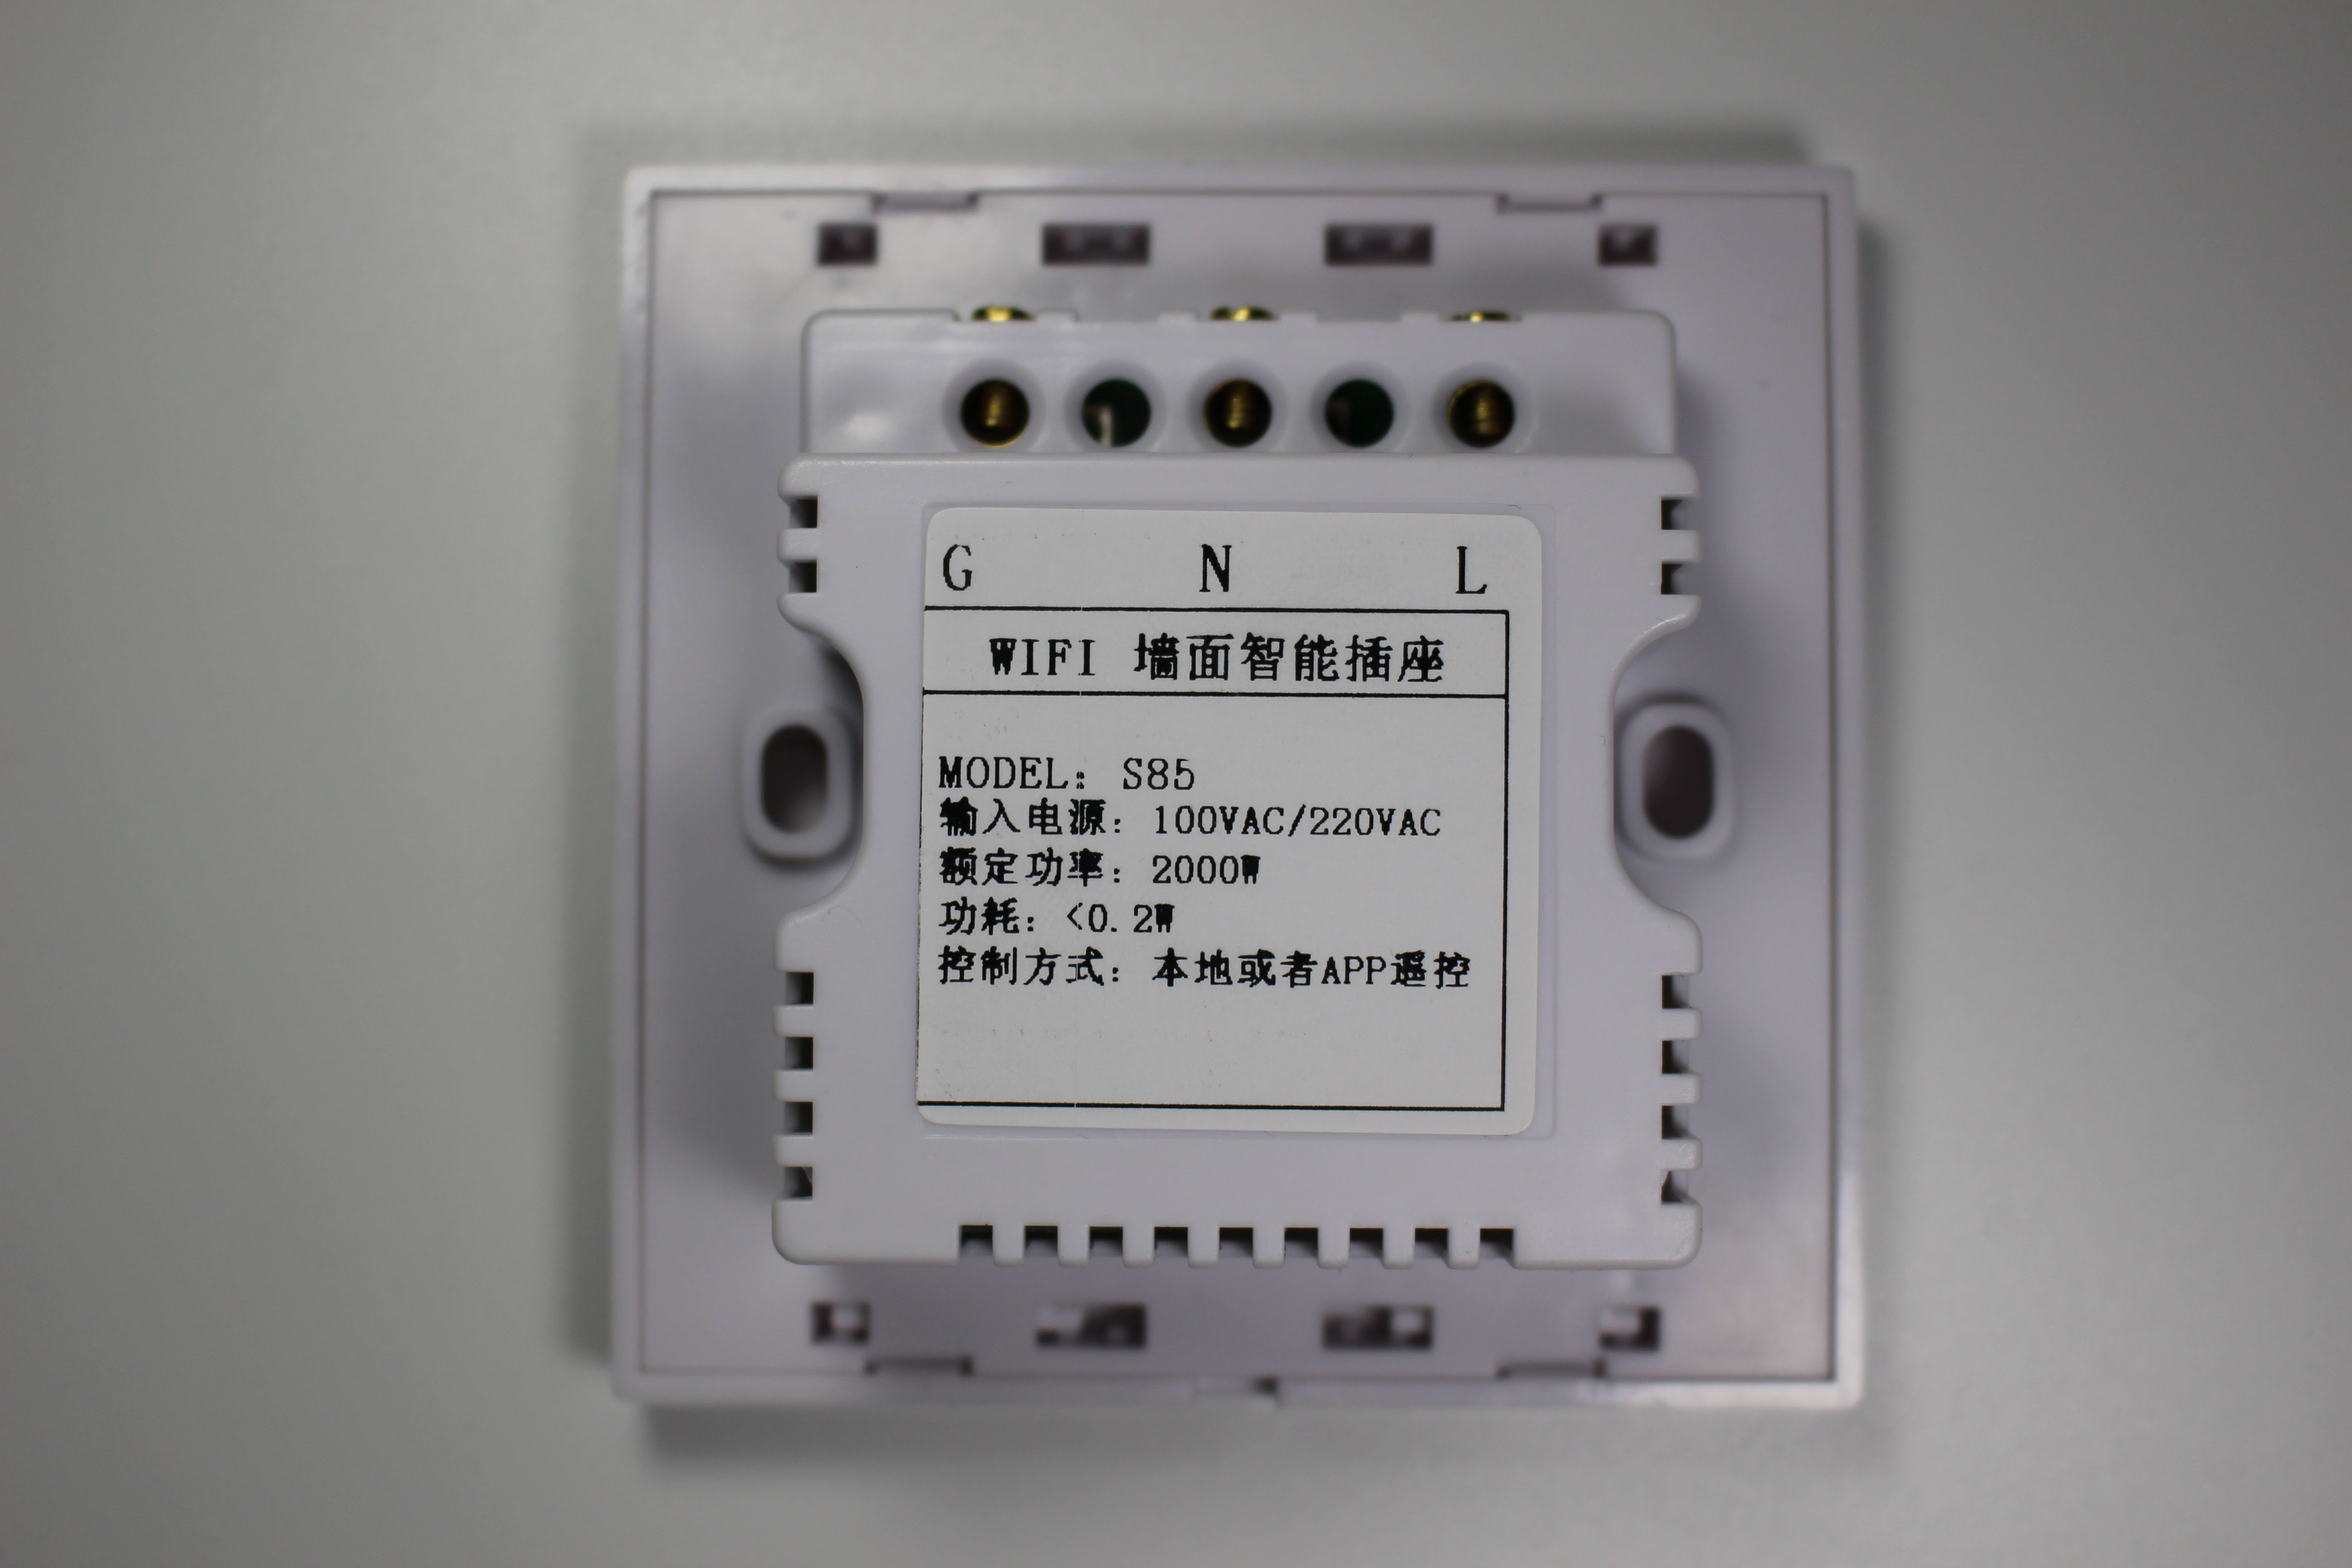 G N L
WIFI 墙面智能插座
MODEL: S85
输入电源: 100VAC/220VAC
额定功率: 2000W
功耗: <0.2W
控制方式: 本地或者APP遥控